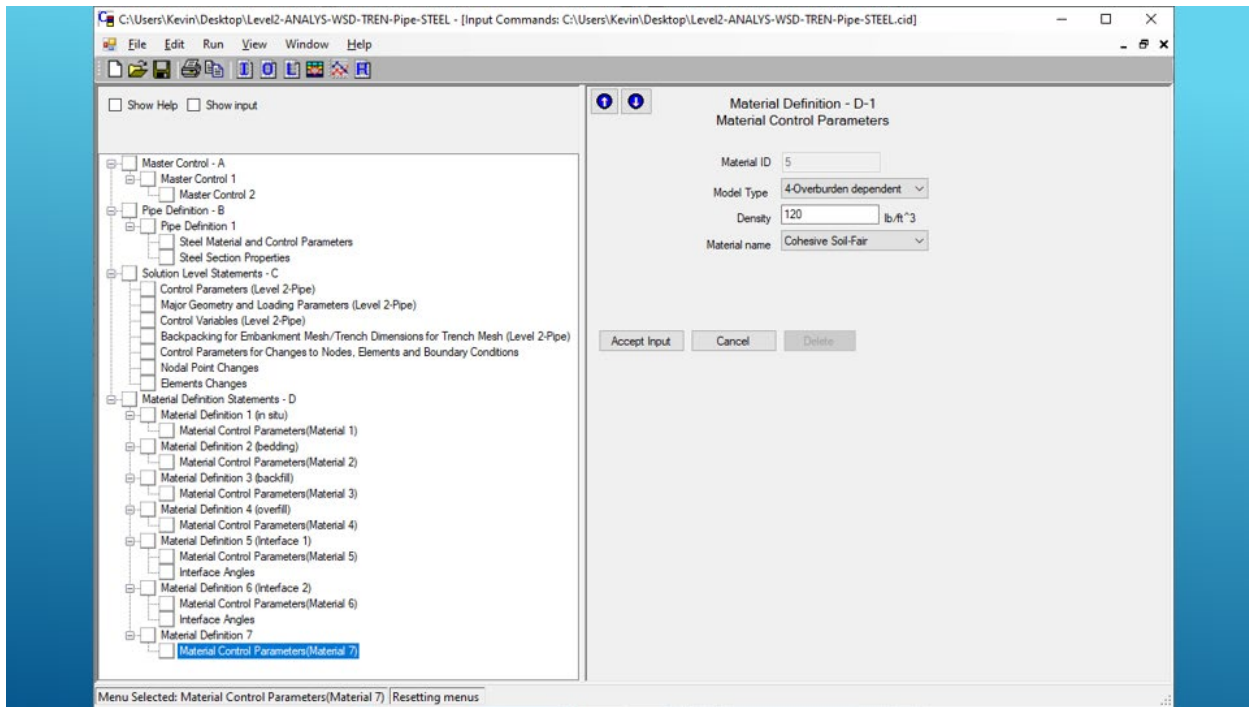 C:\Users\Kevin\Desktop\Level2-ANALYS-WSD-TREN-Pipe-STEEL - [Input Commands: C:\Users\Kevin\Desktop\Level2-ANALYS-WSD-TREN-Pipe-STEEL.cid]
File Edit Run View Window Help
Show Help Show input
Master Control - A
Master Control 1
Master Control 2
Pipe Definition - B
Pipe Definition 1
Steel Material and Control Parameters
Steel Section Properties
Solution Level Statements - C
Control Parameters (Level 2-Pipe)
Major Geometry and Loading Parameters (Level 2-Pipe)
Control Variables (Level 2-Pipe)
Backpacking for Embankment Mesh/Trench Dimensions for Trench Mesh (Level 2-Pipe)
Control Parameters for Changes to Nodes, Elements and Boundary Conditions
Nodal Point Changes
Elements Changes
Material Definition Statements - D
Material Definition 1 (in situ)
Material Control Parameters(Material 1)
Material Definition 2 (bedding)
Material Control Parameters(Material 2)
Material Definition 3 (backfill)
Material Control Parameters(Material 3)
Material Definition 4 (overfill)
Material Control Parameters(Material 4)
Material Definition 5 (Interface 1)
Material Control Parameters(Material 5)
Interface Angles
Material Definition 6 (Interface 2)
Material Control Parameters(Material 6)
Interface Angles
Material Definition 7
Material Control Parameters(Material 7)
Material Definition - D-1
Material Control Parameters
Material ID 5
Model Type 4-Overburden dependent
Density 120 lb/ft^3
Material name Cohesive Soil-Fair
Accept Input Cancel Delete
Menu Selected: Material Control Parameters(Material 7) Resetting menus